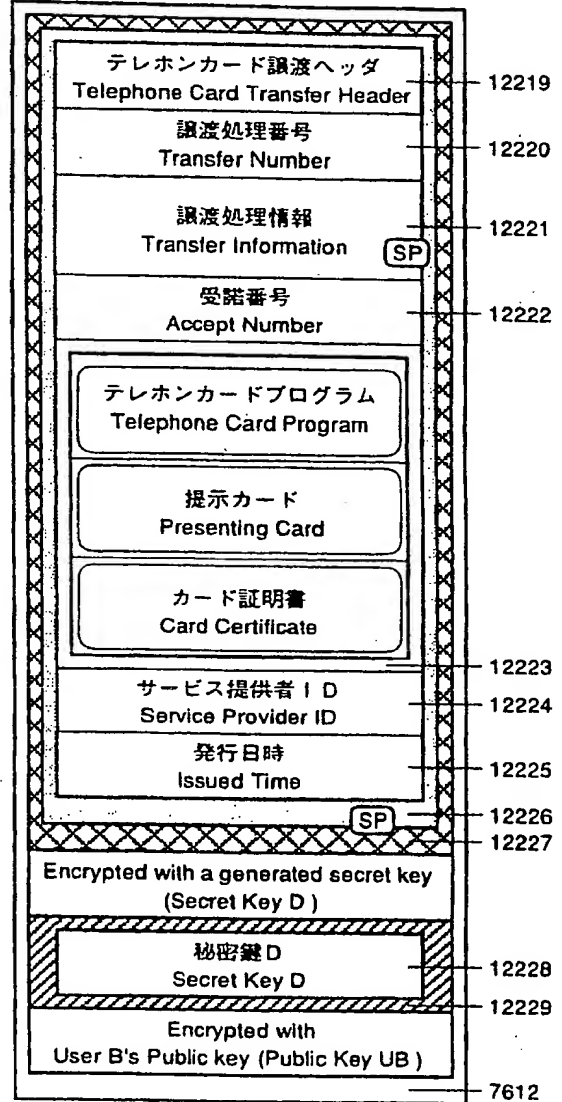 テレホンカード譲渡ヘッダ
Telephone Card Transfer Header
12219
譲渡処理番号
Transfer Number
12220
譲渡処理情報
Transfer Information
SP
12221
受諾番号
Accept Number
12222
テレホンカードプログラム
Telephone Card Program
提示カード
Presenting Card
カード証明書
Card Certificate
12223
サービス提供者ID
Service Provider ID
12224
発行日時
Issued Time
12225
SP
12226
12227
Encrypted with a generated secret key
(Secret Key D )
秘密鍵D
Secret Key D
12228
12229
Encrypted with
User B's Public key (Public Key UB )
7612